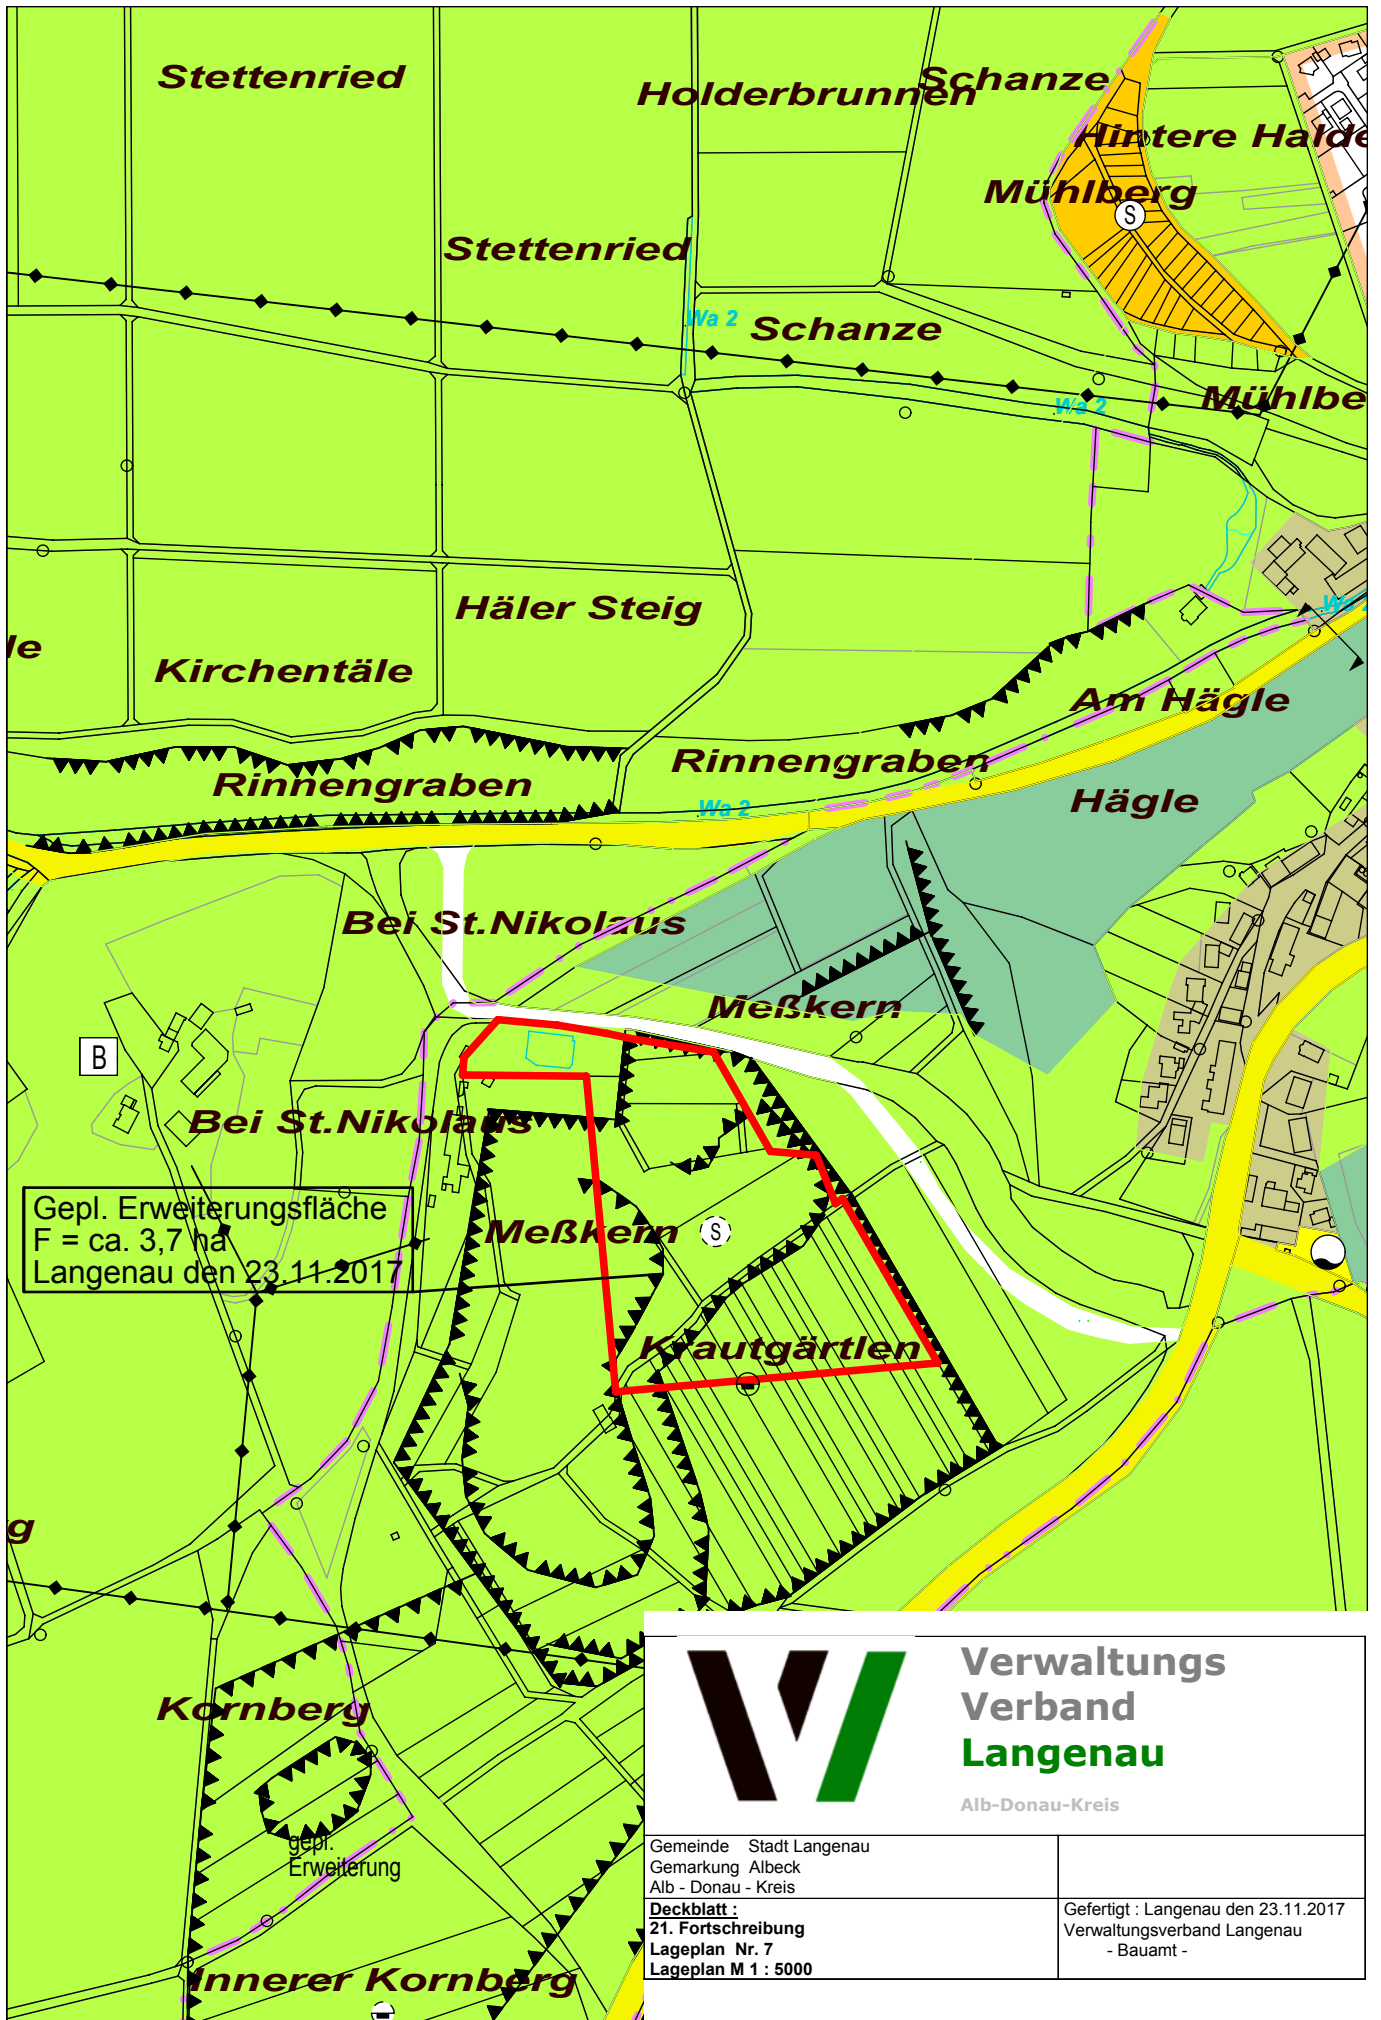 Stettenried
Holderbrunnen
Schanze
Hintere Halde
Mühlberg
S
Stettenried
Wa 2
Schanze
Wa 2
Mühlbe
Häler Steig
le
Kirchentäle
Wa 2
Am Hägle
Rinnengraben
Rinnengraben
Wa 2
Hägle
Bei St.Nikolaus
Meßkern
B
Bei St.Nikolaus
Gepl. Erweiterungsfläche
F = ca. 3,7 ha
Langenau den 23.11.2017
Meßkern
S
Krautgärtlen
g
Kornberg
gepl.
Erweiterung
Innerer Kornberg
Verwaltungs
Verband
Langenau
Alb-Donau-Kreis
Gemeinde Stadt Langenau
Gemarkung Albeck
Alb - Donau - Kreis
Deckblatt :
21. Fortschreibung
Lageplan Nr. 7
Lageplan M 1 : 5000
Gefertigt : Langenau den 23.11.2017
Verwaltungsverband Langenau
- Bauamt -